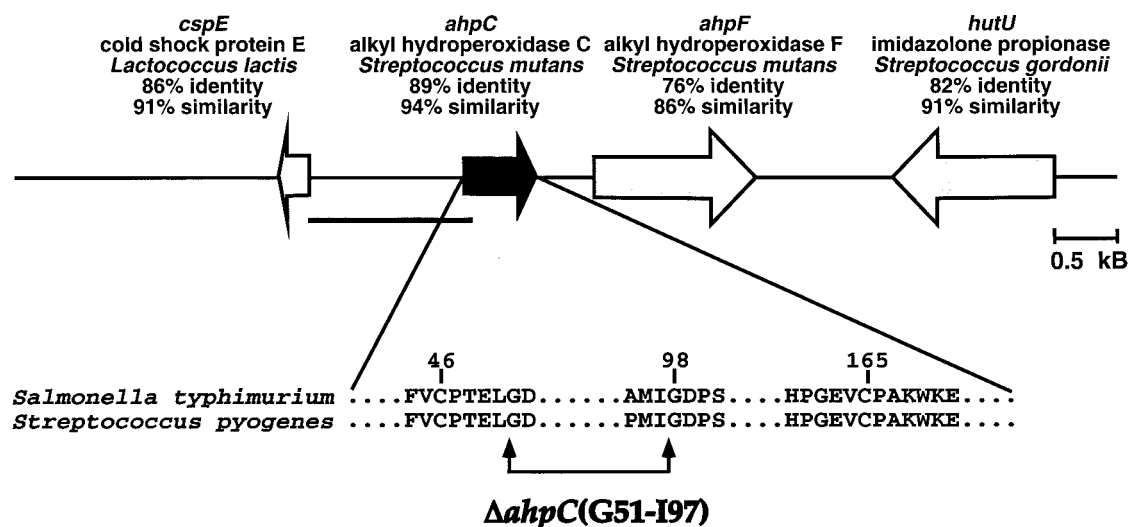 cspE
cold shock protein E
Lactococcus lactis
86% identity
91% similarity
ahpC
alkyl hydroperoxidase C
Streptococcus mutans
89% identity
94% similarity
ahpF
alkyl hydroperoxidase F
Streptococcus mutans
76% identity
86% similarity
hutU
imidazolone propionase
Streptococcus gordonii
82% identity
91% similarity
0.5 kB
46 98 165
Salmonella typhimurium ....FVCPTELGD.......AMIGDPS....HPGEVCPAKWKE....
Streptococcus pyogenes ....FVCPTELGD.......PMIGDPS....HPGEVCPAKWKE....
ΔahpC(G51-I97)